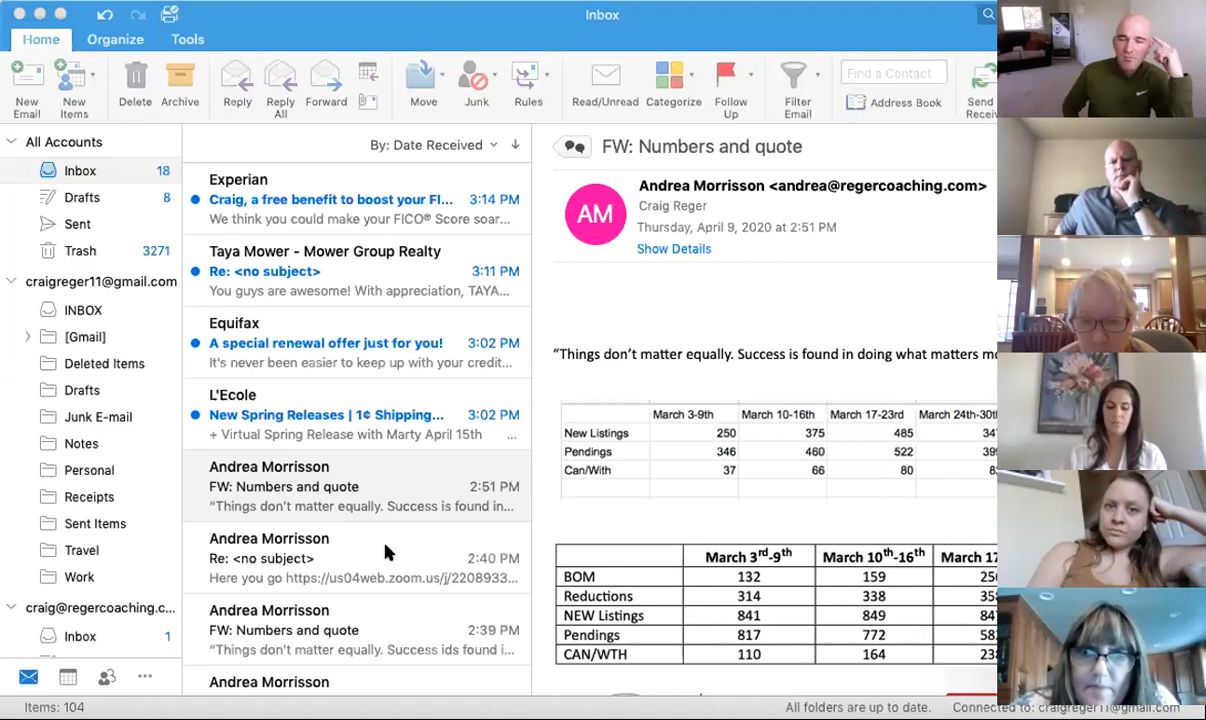 Inbox
Home Organize Tools
New Email
New Items
Delete
Archive
Reply
Reply All
Forward
Move
Junk
Rules
Read/Unread
Categorize
Follow Up
Filter Email
Find a Contact
Address Book
Send
All Accounts
Inbox 18
Drafts 8
Sent
Trash 3271
craigreger11@gmail.com
INBOX
[Gmail]
Deleted Items
Drafts
Junk E-mail
Notes
Personal
Receipts
Sent Items
Travel
Work
craig@regercoaching.c...
Inbox 1
By: Date Received
Experian
Craig, a free benefit to boost your FI... 3:14 PM
We think you could make your FICO® Score soar...
Taya Mower - Mower Group Realty
Re: <no subject> 3:11 PM
You guys are awesome! With appreciation, TAYA...
Equifax
A special renewal offer just for you! 3:02 PM
It's never been easier to keep up with your credit...
L'Ecole
New Spring Releases | 1¢ Shipping... 3:02 PM
+ Virtual Spring Release with Marty April 15th ...
Andrea Morrisson
FW: Numbers and quote 2:51 PM
“Things don’t matter equally. Success is found in...
Andrea Morrisson
Re: <no subject> 2:40 PM
Here you go https://us04web.zoom.us/j/2208933...
Andrea Morrisson
FW: Numbers and quote 2:39 PM
“Things don’t matter equally. Success ids found i...
Andrea Morrisson
FW: Numbers and quote
AM
Andrea Morrisson <andrea@regercoaching.com>
Craig Reger
Thursday, April 9, 2020 at 2:51 PM
Show Details
“Things don’t matter equally. Success is found in doing what matters
March 3-9th March 10-16th March 17-23rd March 24th-30th
New Listings 250 375 485 347
Pendings 346 460 522
Can/With 37 66 80
March 3rd-9th March 10th-16th March 17
BOM 132 159
Reductions 314 338
NEW Listings 841 849
Pendings 817 772
CAN/WTH 110 164
Items: 104
All folders are up to date. Connected to: craigreger11@gmail.com